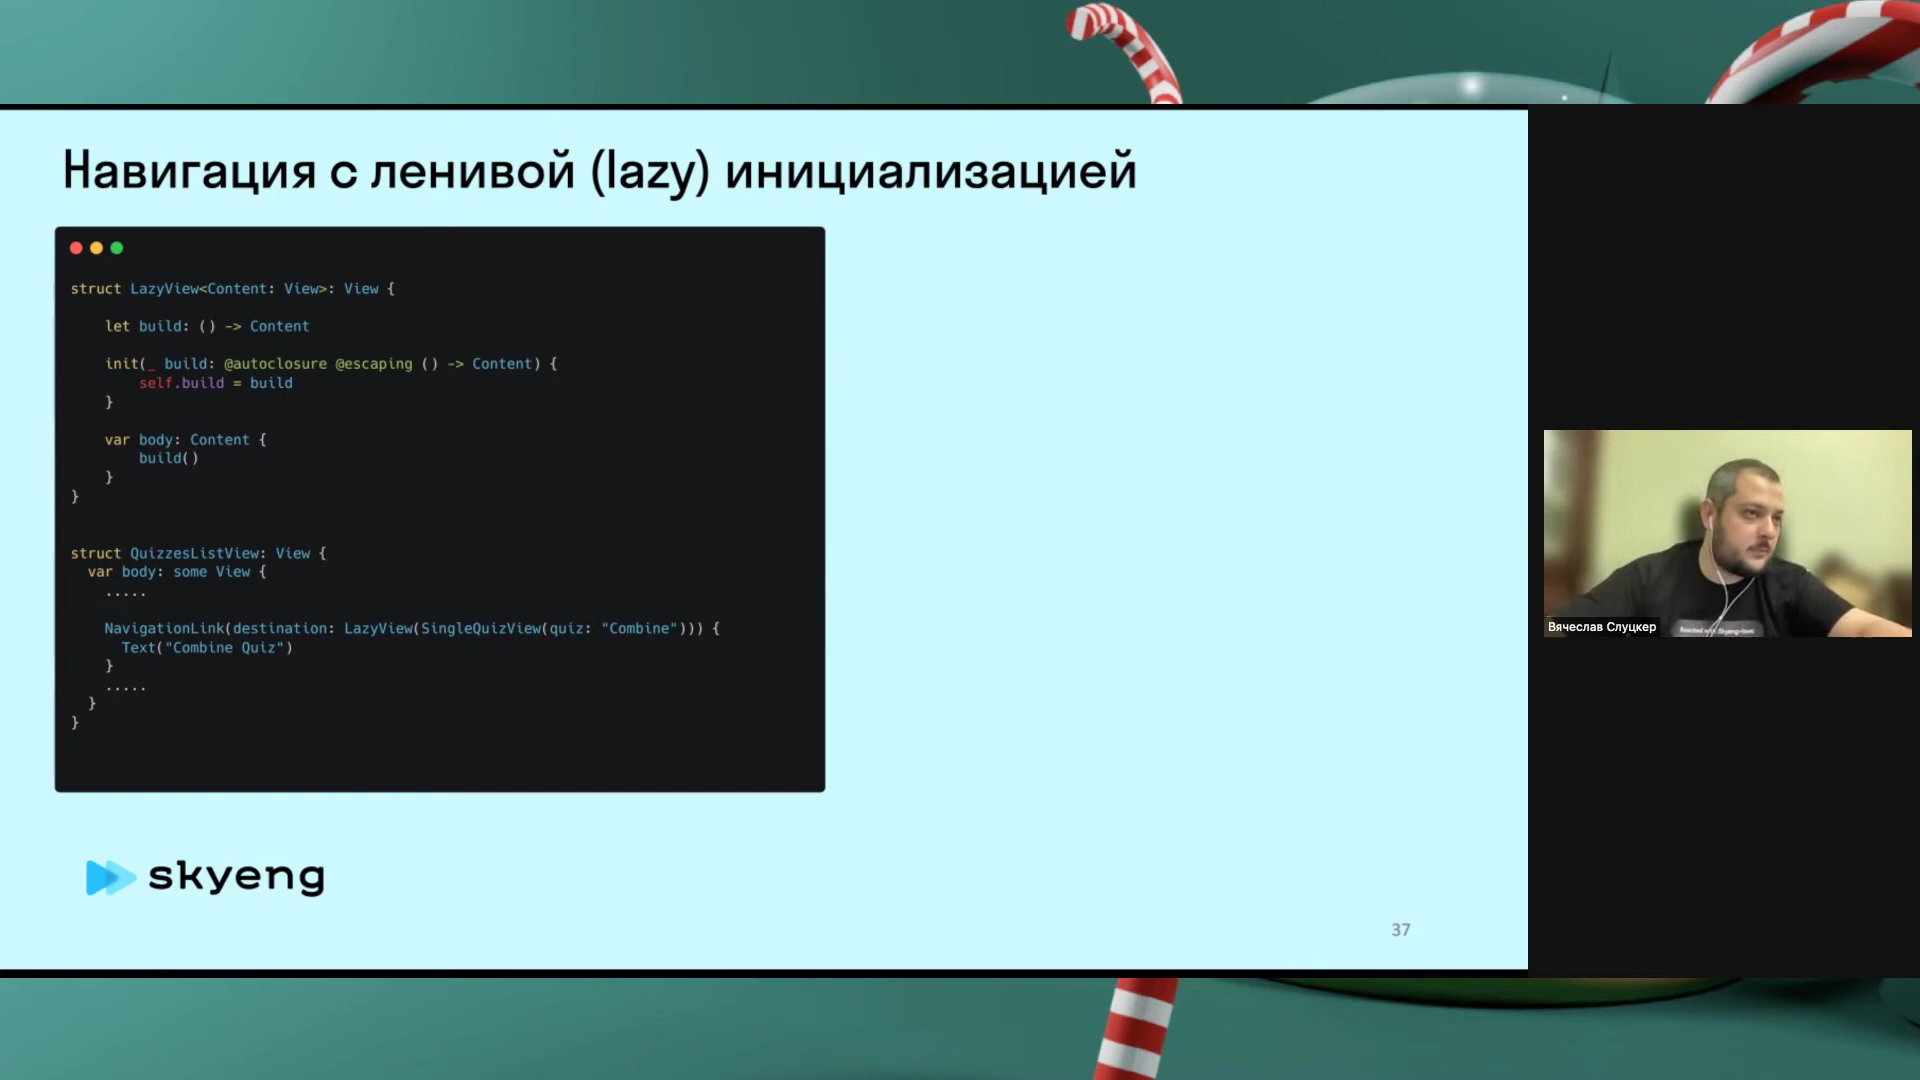 Навигация с ленивой (lazy) инициализацией
struct LazyView<Content: View>: View {
let build: () -> Content
init(_ build: @autoclosure @escaping () -> Content) {
self.build = build
}
var body: Content {
build()
}
}
struct QuizzesListView: View {
var body: some View {
.....
NavigationLink(destination: LazyView(SingleQuizView(quiz: "Combine"))) {
Text("Combine Quiz")
}
.....
}
}
skyeng
37
Вячеслав Слуцкер